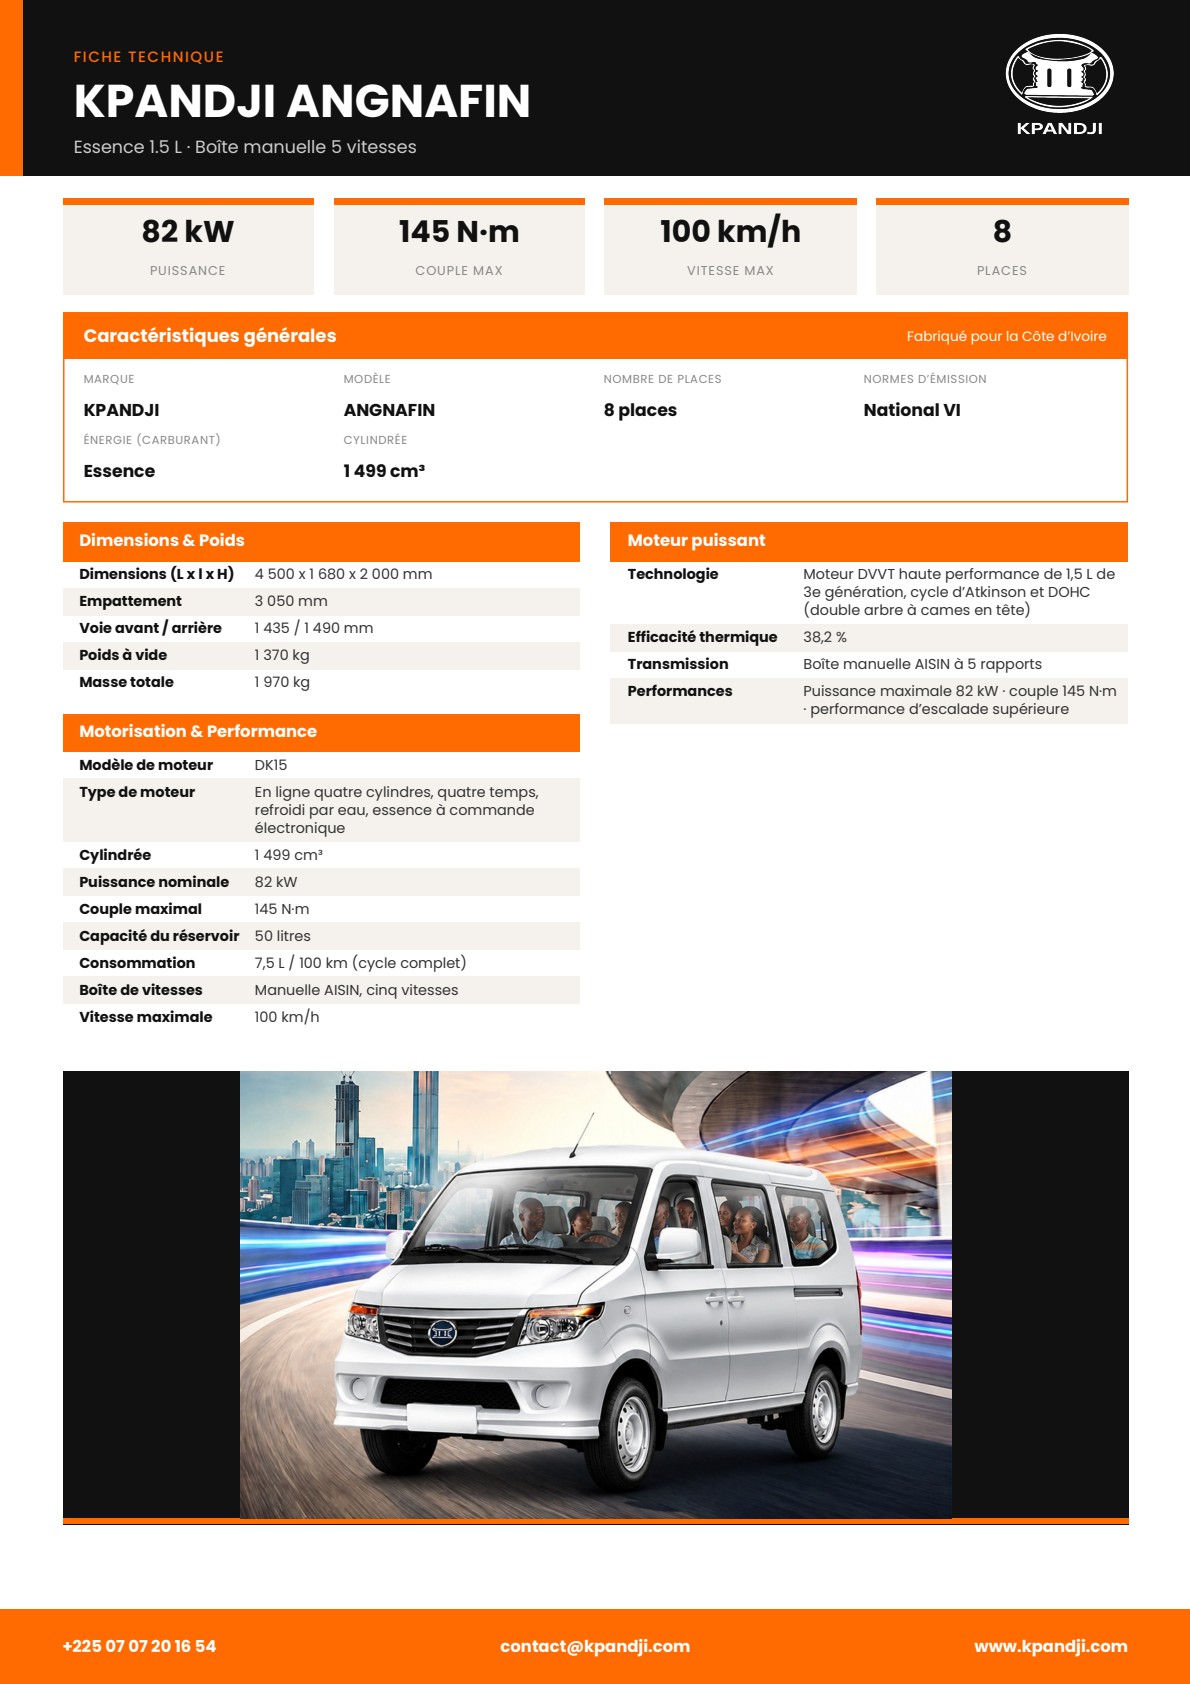 FICHE TECHNIQUE
KPANDJI ANGNAFIN
Essence 1.5 L · Boîte manuelle 5 vitesses
KPANDJI
82 kW
PUISSANCE
145 N·m
COUPLE MAX
100 km/h
VITESSE MAX
8
PLACES
Caractéristiques générales
Fabriqué pour la Côte d’Ivoire
MARQUE
MODÈLE
NOMBRE DE PLACES
NORMES D’ÉMISSION
KPANDJI
ANGNAFIN
8 places
National VI
ÉNERGIE (CARBURANT)
CYLINDRÉE
Essence
1 499 cm³
Dimensions & Poids
Dimensions (L x l x H) 4 500 x 1 680 x 2 000 mm
Empattement 3 050 mm
Voie avant / arrière 1 435 / 1 490 mm
Poids à vide 1 370 kg
Masse totale 1 970 kg
Motorisation & Performance
Modèle de moteur DK15
Type de moteur En ligne quatre cylindres, quatre temps,
refroidi par eau, essence à commande
électronique
Cylindrée 1 499 cm³
Puissance nominale 82 kW
Couple maximal 145 N·m
Capacité du réservoir 50 litres
Consommation 7,5 L / 100 km (cycle complet)
Boîte de vitesses Manuelle AISIN, cinq vitesses
Vitesse maximale 100 km/h
Moteur puissant
Technologie Moteur DVVT haute performance de 1,5 L de
3e génération, cycle d’Atkinson et DOHC
(double arbre à cames en tête)
Efficacité thermique 38,2 %
Transmission Boîte manuelle AISIN à 5 rapports
Performances Puissance maximale 82 kW · couple 145 N·m
· performance d’escalade supérieure
+225 07 07 20 16 54
contact@kpandji.com
www.kpandji.com